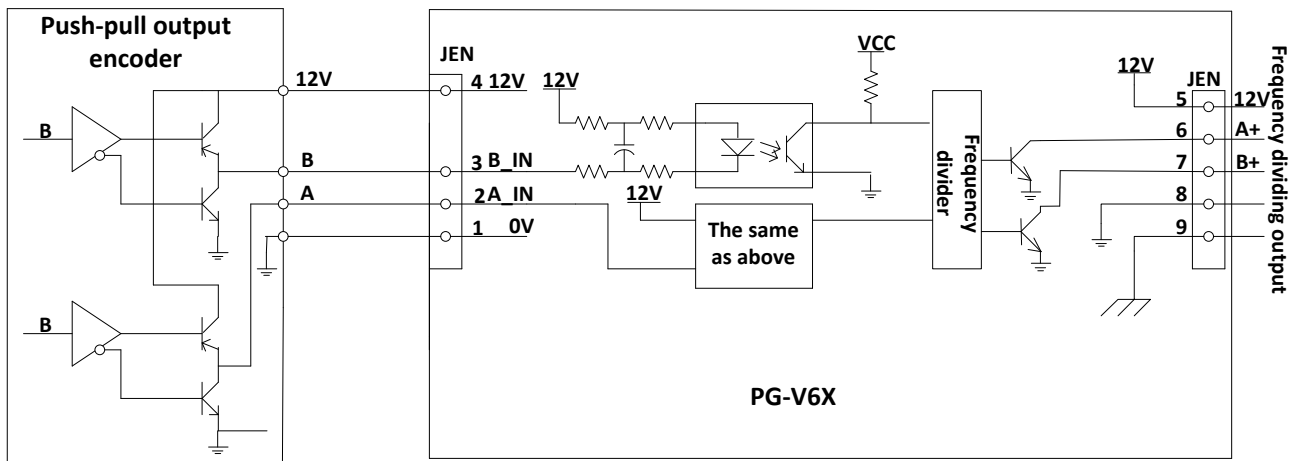 Push-pull output
encoder
B
B
12V
B
A
JEN
4 12V
3 B_IN
2 A_IN
1 0V
12V
VCC
12V
The same
as above
Frequency
divider
12V
JEN
5 12V
6 A+
7 B+
8
9
Frequency dividing output
PG-V6X